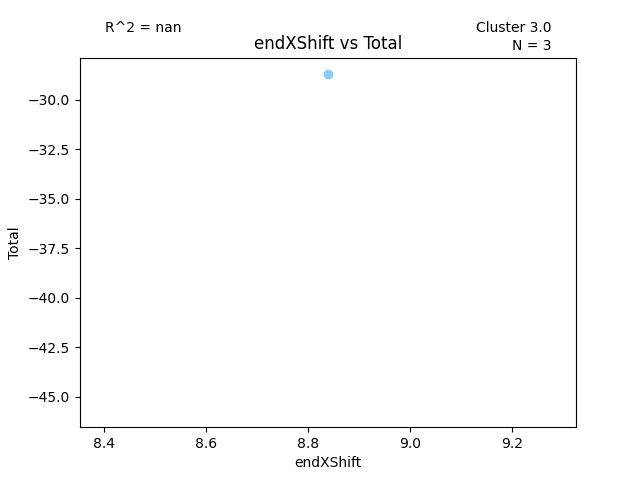 R^2 = nan
Cluster 3.0
N = 3
endXShift vs Total
Total
−30.0
−32.5
−35.0
−37.5
−40.0
−42.5
−45.0
8.4
8.6
8.8
9.0
9.2
endXShift